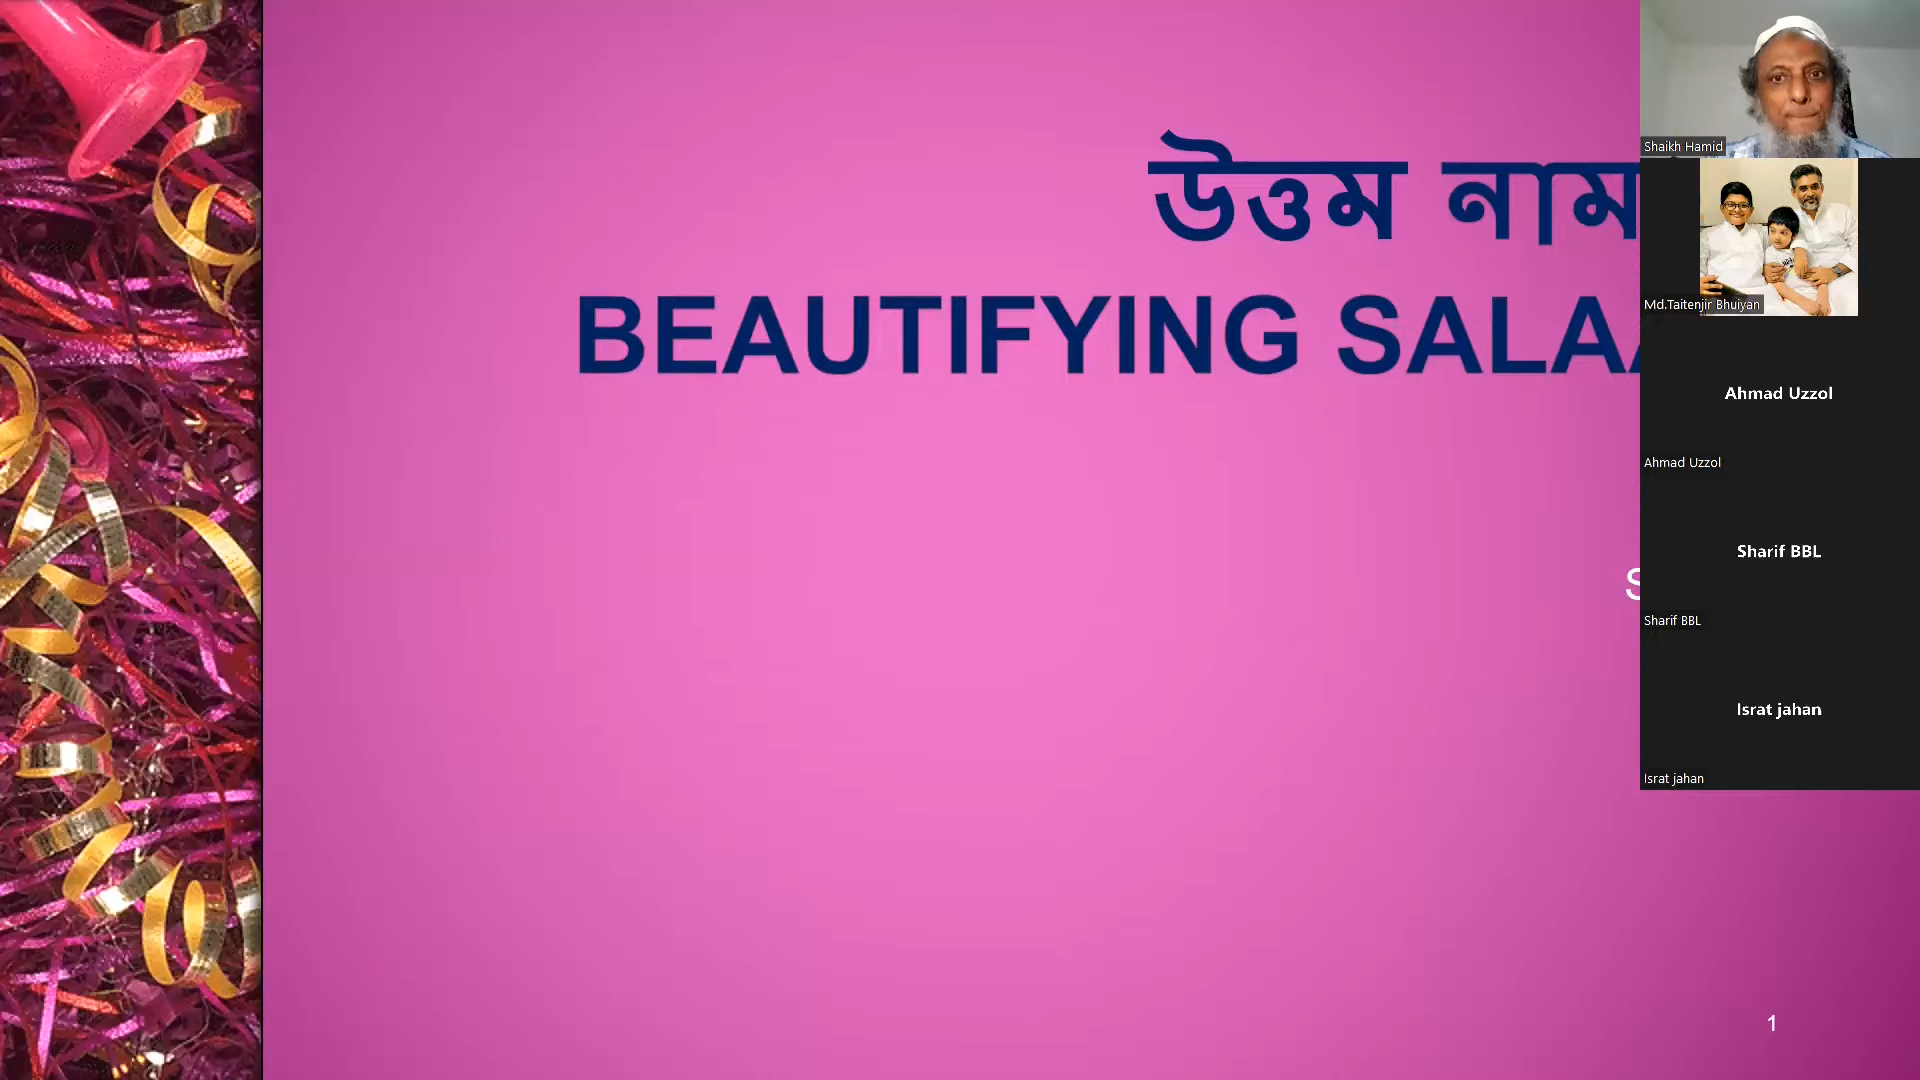 উত্তম নাম
BEAUTIFYING
Shaikh Hamid
Md.Taitenjir Bhuiyan
Ahmad Uzzol
Ahmad Uzzol
Sharif BBL
Sharif BBL
Israt jahan
Israt jahan
1